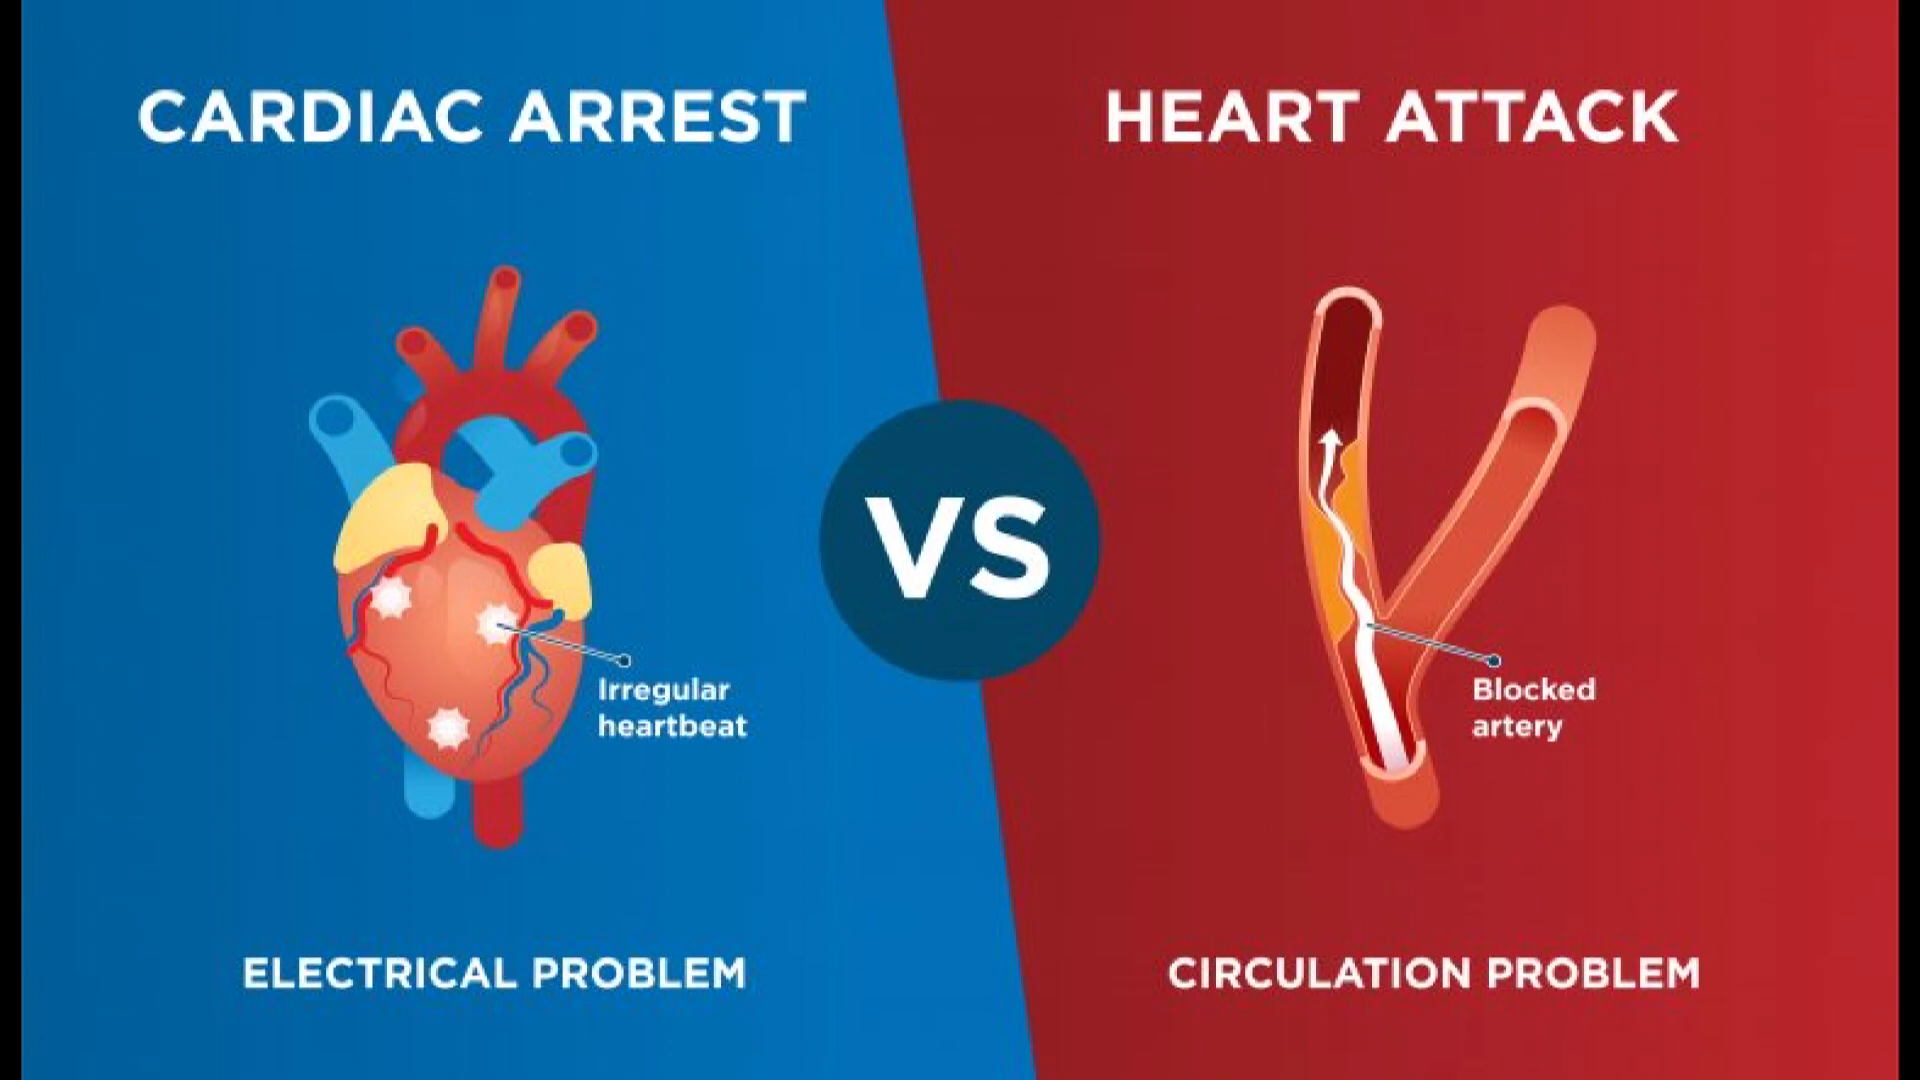 CARDIAC ARREST
HEART ATTACK
VS
Irregular
heartbeat
Blocked
artery
ELECTRICAL PROBLEM
CIRCULATION PROBLEM